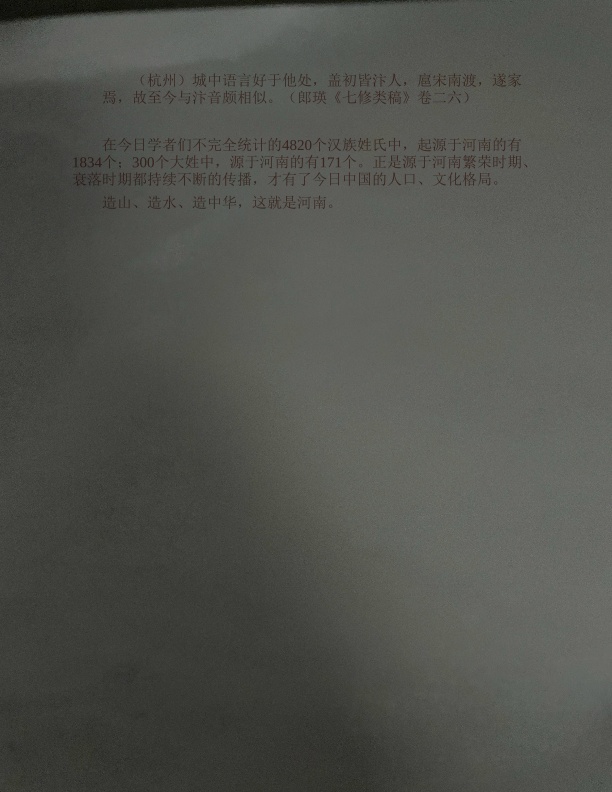 （杭州）城中语言好于他处，盖初皆汴人，扈宋南渡，遂家
焉，故至今与汴音颇相似。（郎瑛《七修类稿》卷二六）
在今日学者们不完全统计的4820个汉族姓氏中，起源于河南的有
1834个；300个大姓中，源于河南的有171个。正是源于河南繁荣时期、
衰落时期都持续不断的传播，才有了今日中国的人口、文化格局。
造山、造水、造中华，这就是河南。